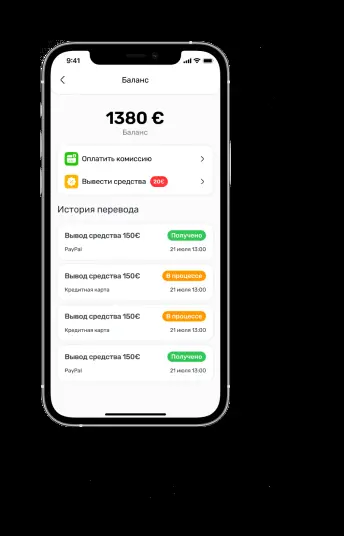 9:41
Баланс
1380 €
Баланс
Оплатить комиссию
Вывести средства 20€
История перевода
Вывод средства 150€ Получено
PayPal 21 июля 13:00
Вывод средства 150€ В процессе
Кредитная карта 21 июля 13:00
Вывод средства 150€ В процессе
Кредитная карта 21 июля 13:00
Вывод средства 150€ Получено
PayPal 21 июля 13:00